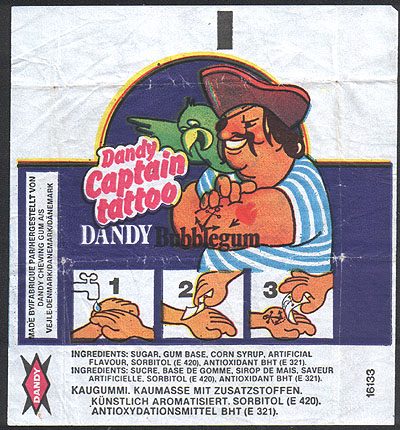 Dandy
Captain
tattoo
DANDY Bubblegum
MADE BY/FABRIQUE PAR/HERGESTELLT VON
DANDY CHEWING GUM A/S
VEJLE-DENMARK/DANEMARK/DÄNEMARK
1
2
3
DANDY
INGREDIENTS: SUGAR, GUM BASE, CORN SYRUP, ARTIFICIAL
FLAVOUR, SORBITOL (E 420), ANTIOXIDANT BHT (E 321).
INGREDIENTS: SUCRE, BASE DE GOMME, SIROP DE MAIS, SAVEUR
ARTIFICIELLE, SORBITOL (E 420), ANTIOXYDANT BHT (E 321).
KAUGUMMI. KAUMASSE MIT ZUSATZSTOFFEN.
KÜNSTLICH AROMATISIERT. SORBITOL (E 420).
ANTIOXYDATIONSMITTEL BHT (E 321).
16133